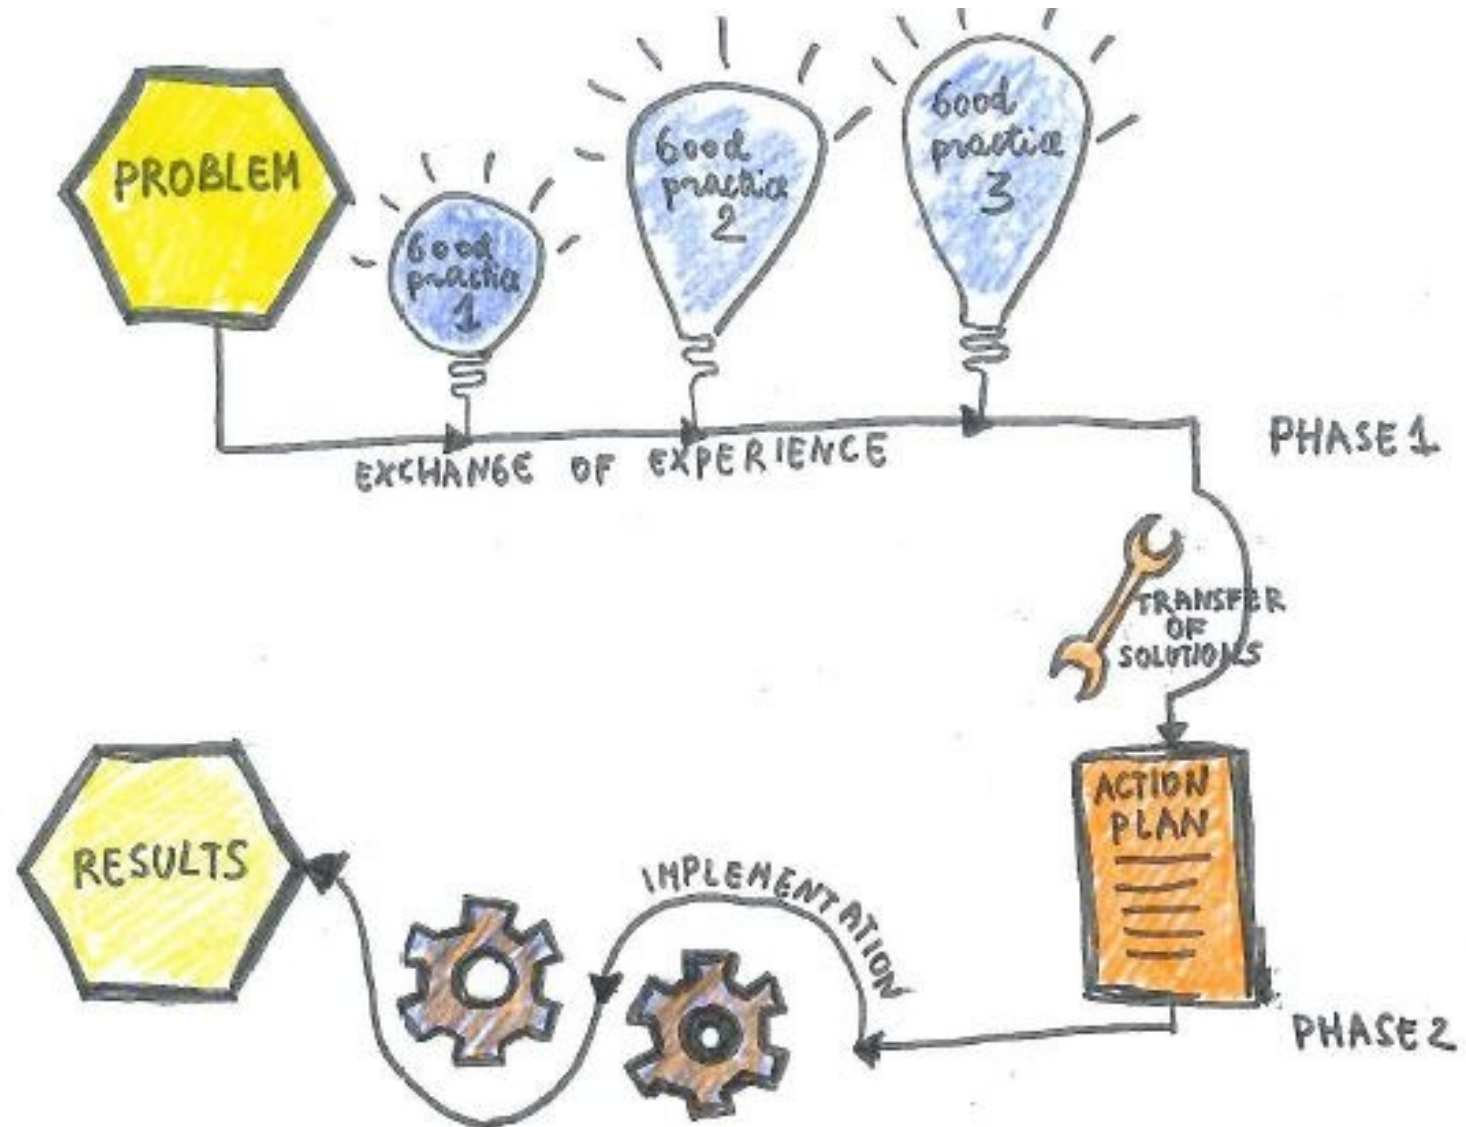 PROBLEM
Good
practice
1
Good
practice
2
Good
practice
3
EXCHANGE OF EXPERIENCE
PHASE 1
TRANSFER
OF
SOLUTIONS
ACTION
PLAN
RESULTS
IMPLEMENTATION
PHASE 2